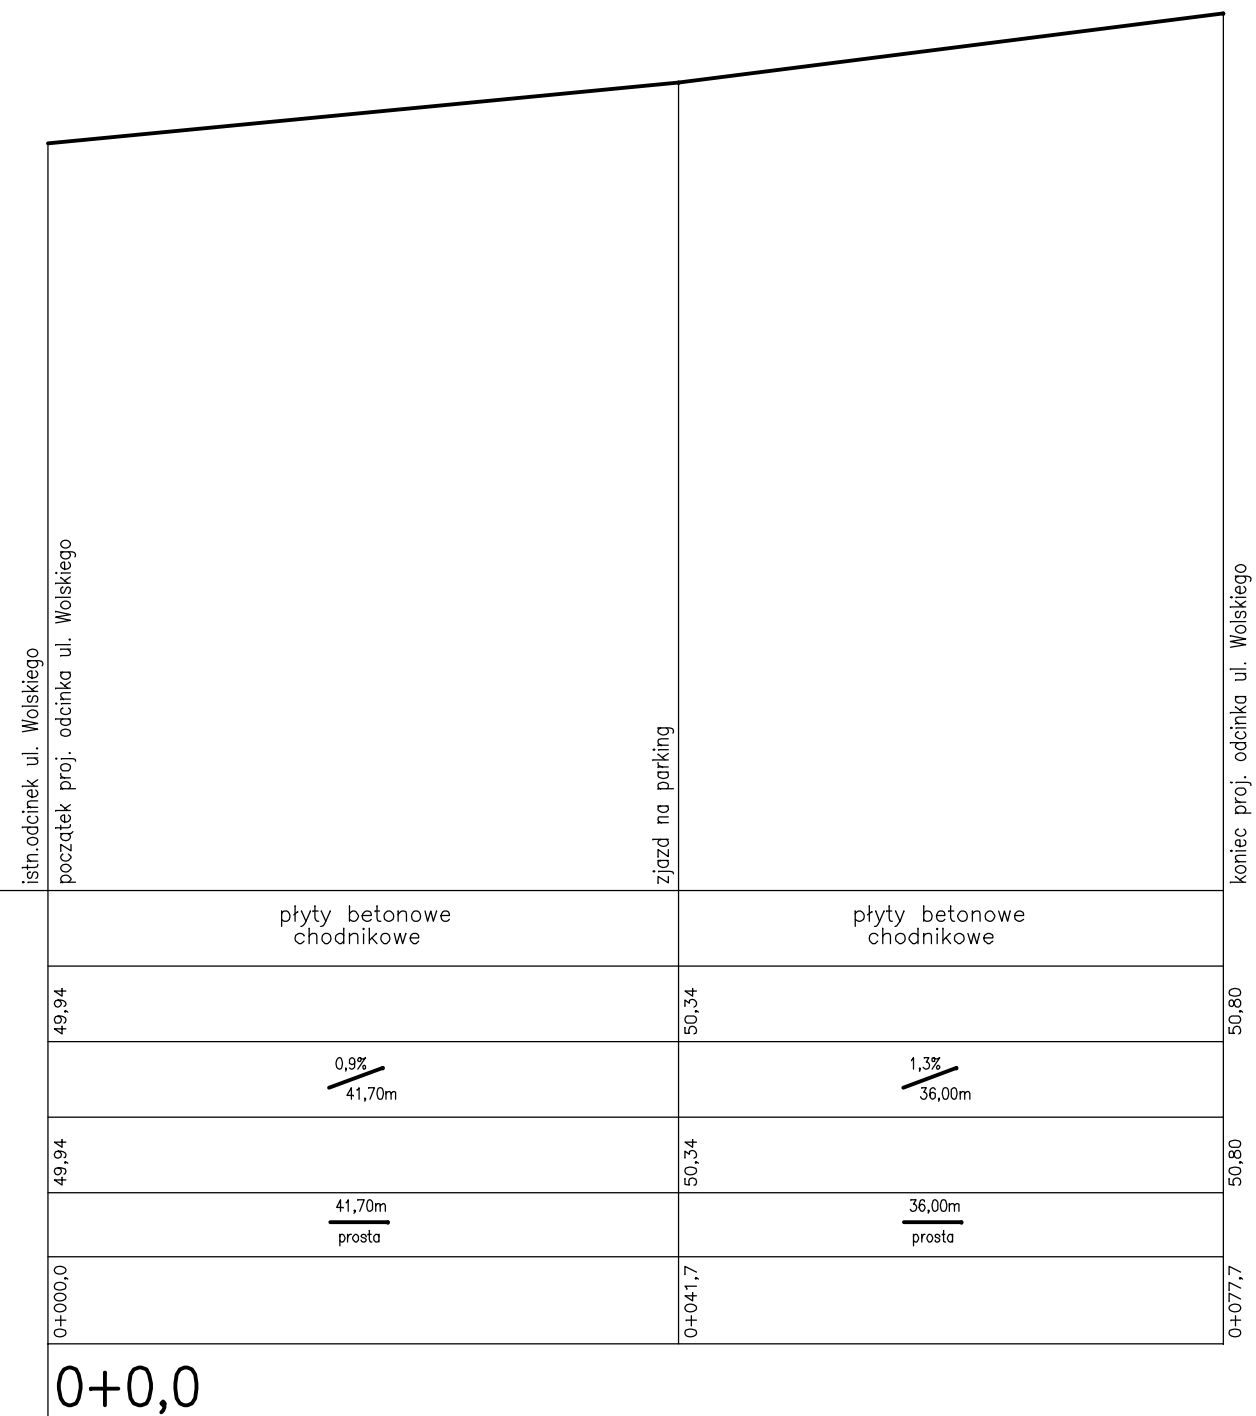 istn.odcinek ul. Wolskiego
początek proj. odcinka ul. Wolskiego
zjazd na parking
koniec proj. odcinka ul. Wolskiego
płyty betonowe
chodnikowe
płyty betonowe
chodnikowe
49,94
50,34
50,80
0,9%
41,70m
1,3%
36,00m
49,94
50,34
50,80
41,70m
prosta
36,00m
prosta
0+000,0
0+041,7
0+077,7
0+0,0